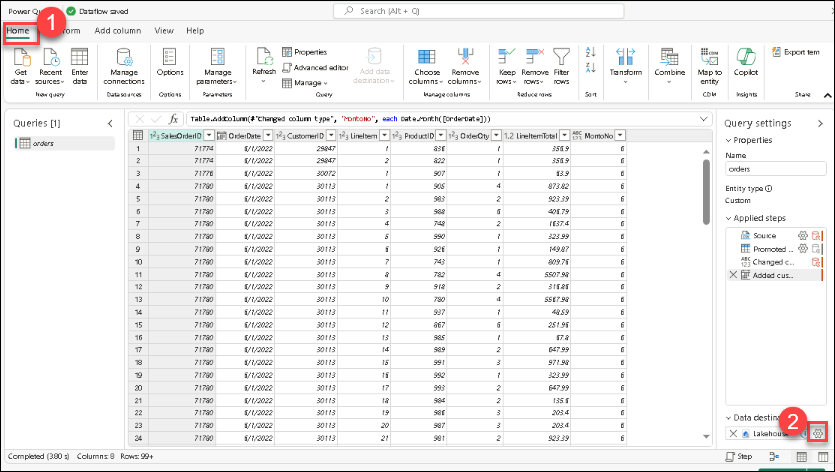 Power Qu
Dataflow saved
Search (Alt + Q)
1
Home
orm
Add column
View
Help
Get data
Recent sources
Enter data
New query
Manage connections
Data sources
Options
Options
Manage parameters
Parameters
Refresh
Properties
Advanced editor
Manage
Query
Add data destination
Choose columns
Remove columns
Manage columns
Keep rows
Remove rows
Filter rows
Reduce rows
Sort
Transform
Combine
Map to entity
CDM
Copilot
Insights
Export tem
Share
Queries [1]
orders
fx
Table.AddColumn(#"Changed column type", "MontoNo", each Date.Month([OrderDate]))
SalesOrderID OrderDate CustomerID LineItem ProductID OrderQty LineItemTotal MontoNo
1 71774 6/1/2022 29847 1 836 1 356.9 6
2 71774 6/1/2022 29847 2 822 1 356.9 6
3 71776 6/1/2022 30072 1 907 1 63.9 6
4 71780 6/1/2022 30113 1 905 4 873.82 6
5 71780 6/1/2022 30113 2 983 2 923.39 6
6 71780 6/1/2022 30113 3 988 6 406.79 6
7 71780 6/1/2022 30113 4 748 2 1637.4 6
8 71780 6/1/2022 30113 5 990 1 323.99 6
9 71780 6/1/2022 30113 6 926 1 149.87 6
10 71780 6/1/2022 30113 7 743 1 809.76 6
11 71780 6/1/2022 30113 8 782 4 5507.98 6
12 71780 6/1/2022 30113 9 918 2 316.86 6
13 71780 6/1/2022 30113 10 780 4 5567.98 6
14 71780 6/1/2022 30113 11 937 1 48.59 6
15 71780 6/1/2022 30113 12 867 6 251.96 6
16 71780 6/1/2022 30113 13 985 1 67.8 6
17 71780 6/1/2022 30113 14 989 2 647.99 6
18 71780 6/1/2022 30113 15 991 3 971.98 6
19 71780 6/1/2022 30113 16 992 1 323.99 6
20 71780 6/1/2022 30113 17 993 2 647.99 6
21 71780 6/1/2022 30113 18 984 2 135.6 6
22 71780 6/1/2022 30113 19 986 3 203.4 6
23 71780 6/1/2022 30113 20 987 3 203.4 6
24 71780 6/1/2022 30113 21 981 2 923.39 6
Query settings
Properties
Name
orders
Entity type
Custom
Applied steps
Source
Promoted ...
Changed c...
Added cus...
2
Data destina
Lakehouse
Completed (3.80 s) Columns: 8 Rows: 99+
Step